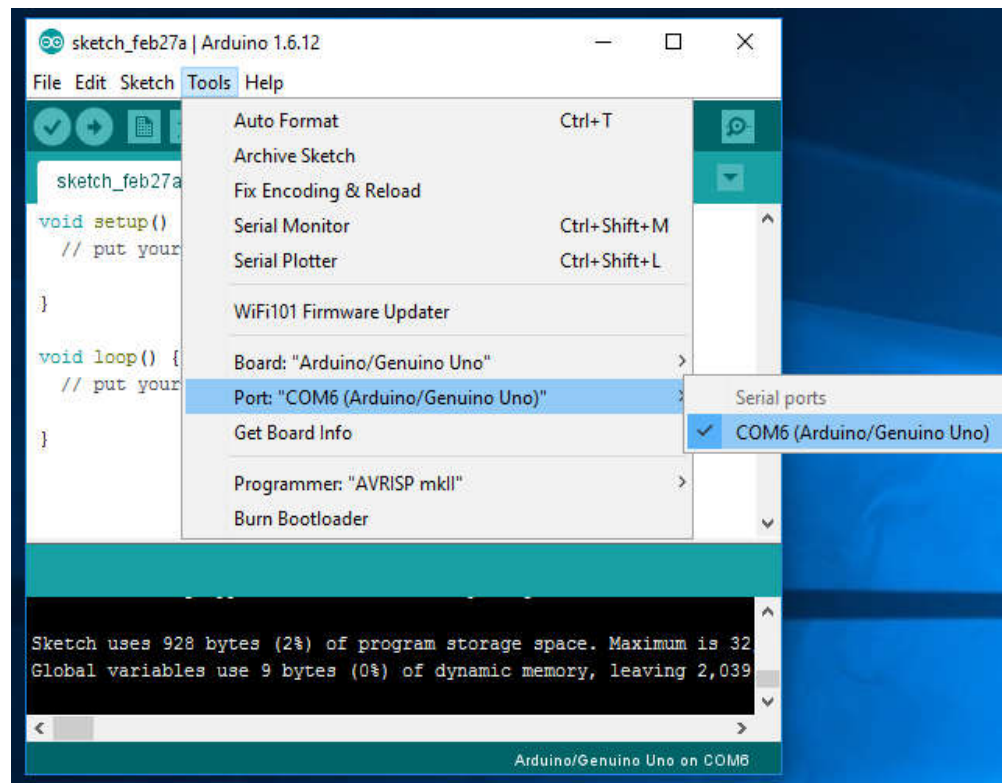 sketch_feb27a | Arduino 1.6.12
File Edit Sketch Tools Help
Auto Format Ctrl+T
Archive Sketch
sketch_feb27a
Fix Encoding & Reload
void setup()
Serial Monitor Ctrl+Shift+M
// put your
Serial Plotter Ctrl+Shift+L
}
WiFi101 Firmware Updater
void loop() {
Board: "Arduino/Genuino Uno"
// put your
Port: "COM6 (Arduino/Genuino Uno)"
Serial ports
}
Get Board Info
COM6 (Arduino/Genuino Uno)
Programmer: "AVRISP mkII"
Burn Bootloader
Sketch uses 928 bytes (2%) of program storage space. Maximum is 32
Global variables use 9 bytes (0%) of dynamic memory, leaving 2,039
Arduino/Genuino Uno on COM6